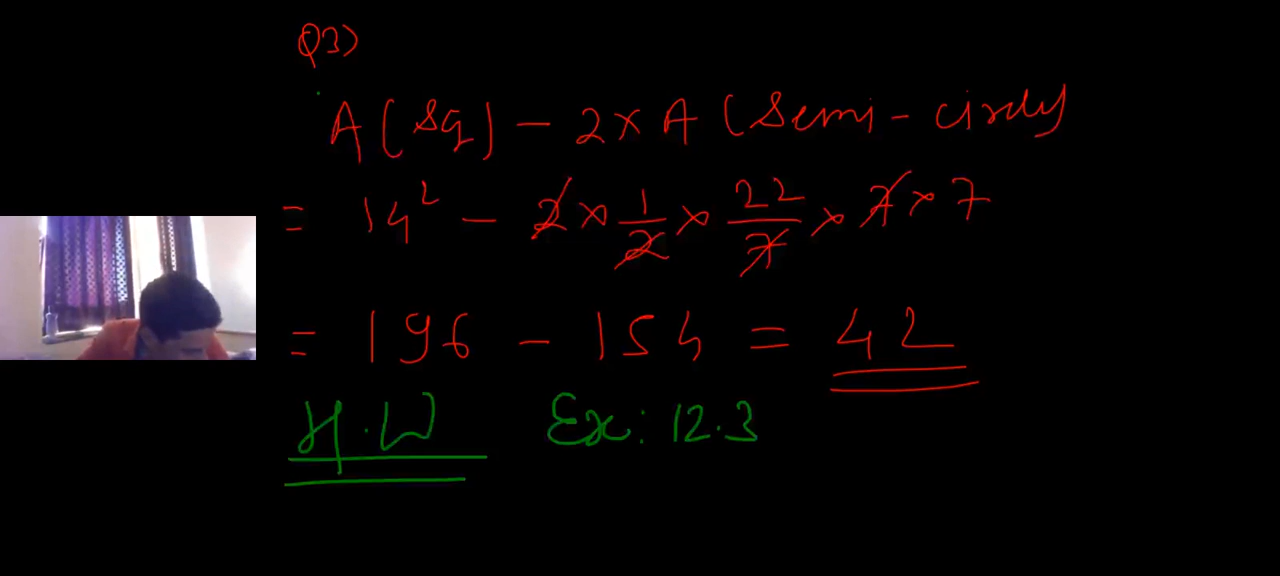 Q3)
A(Sq) - 2 × A (Semi-circle)
= 14² - 2 × 1/2 × 22/7 × 7 × 7
= 196 - 154 = 42
H.W Ex: 12.3